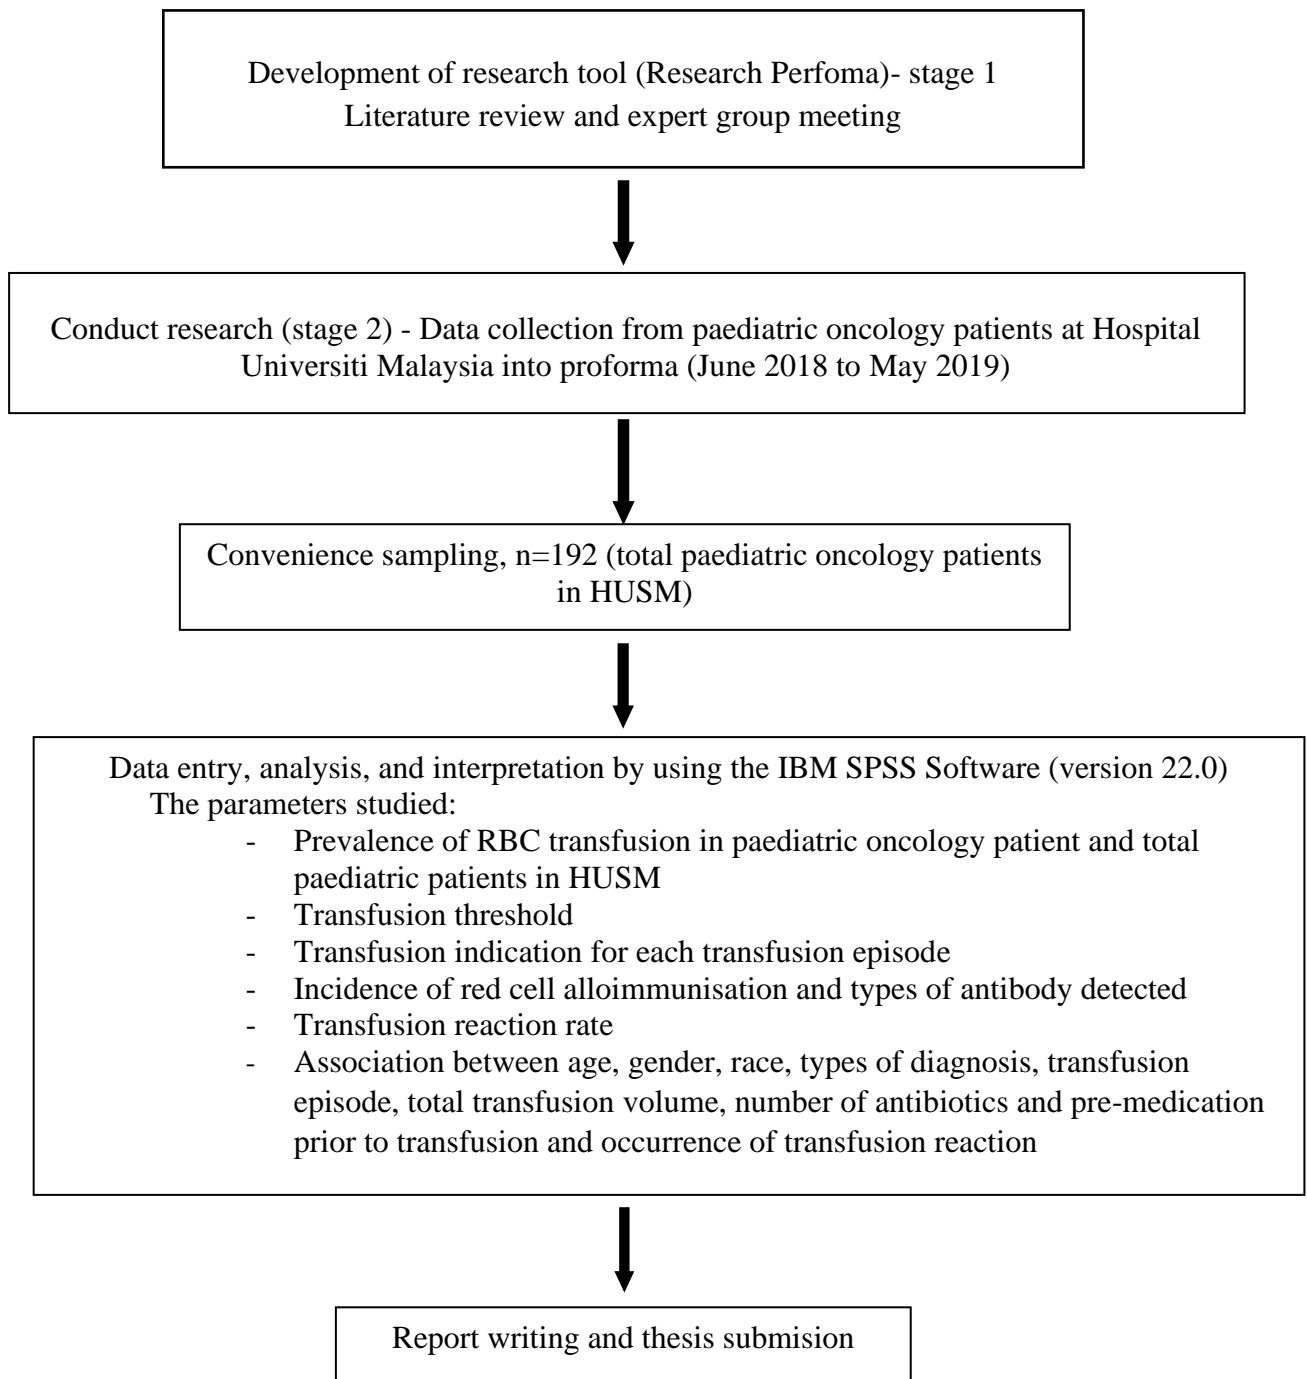 Development of research tool (Research Perfoma)- stage 1
Literature review and expert group meeting
Conduct research (stage 2) - Data collection from paediatric oncology patients at Hospital
Universiti Malaysia into proforma (June 2018 to May 2019)
Convenience sampling, n=192 (total paediatric oncology patients
in HUSM)
Data entry, analysis, and interpretation by using the IBM SPSS Software (version 22.0)
The parameters studied:
- Prevalence of RBC transfusion in paediatric oncology patient and total
paediatric patients in HUSM
- Transfusion threshold
- Transfusion indication for each transfusion episode
- Incidence of red cell alloimmunisation and types of antibody detected
- Transfusion reaction rate
- Association between age, gender, race, types of diagnosis, transfusion
episode, total transfusion volume, number of antibiotics and pre-medication
prior to transfusion and occurrence of transfusion reaction
Report writing and thesis submision